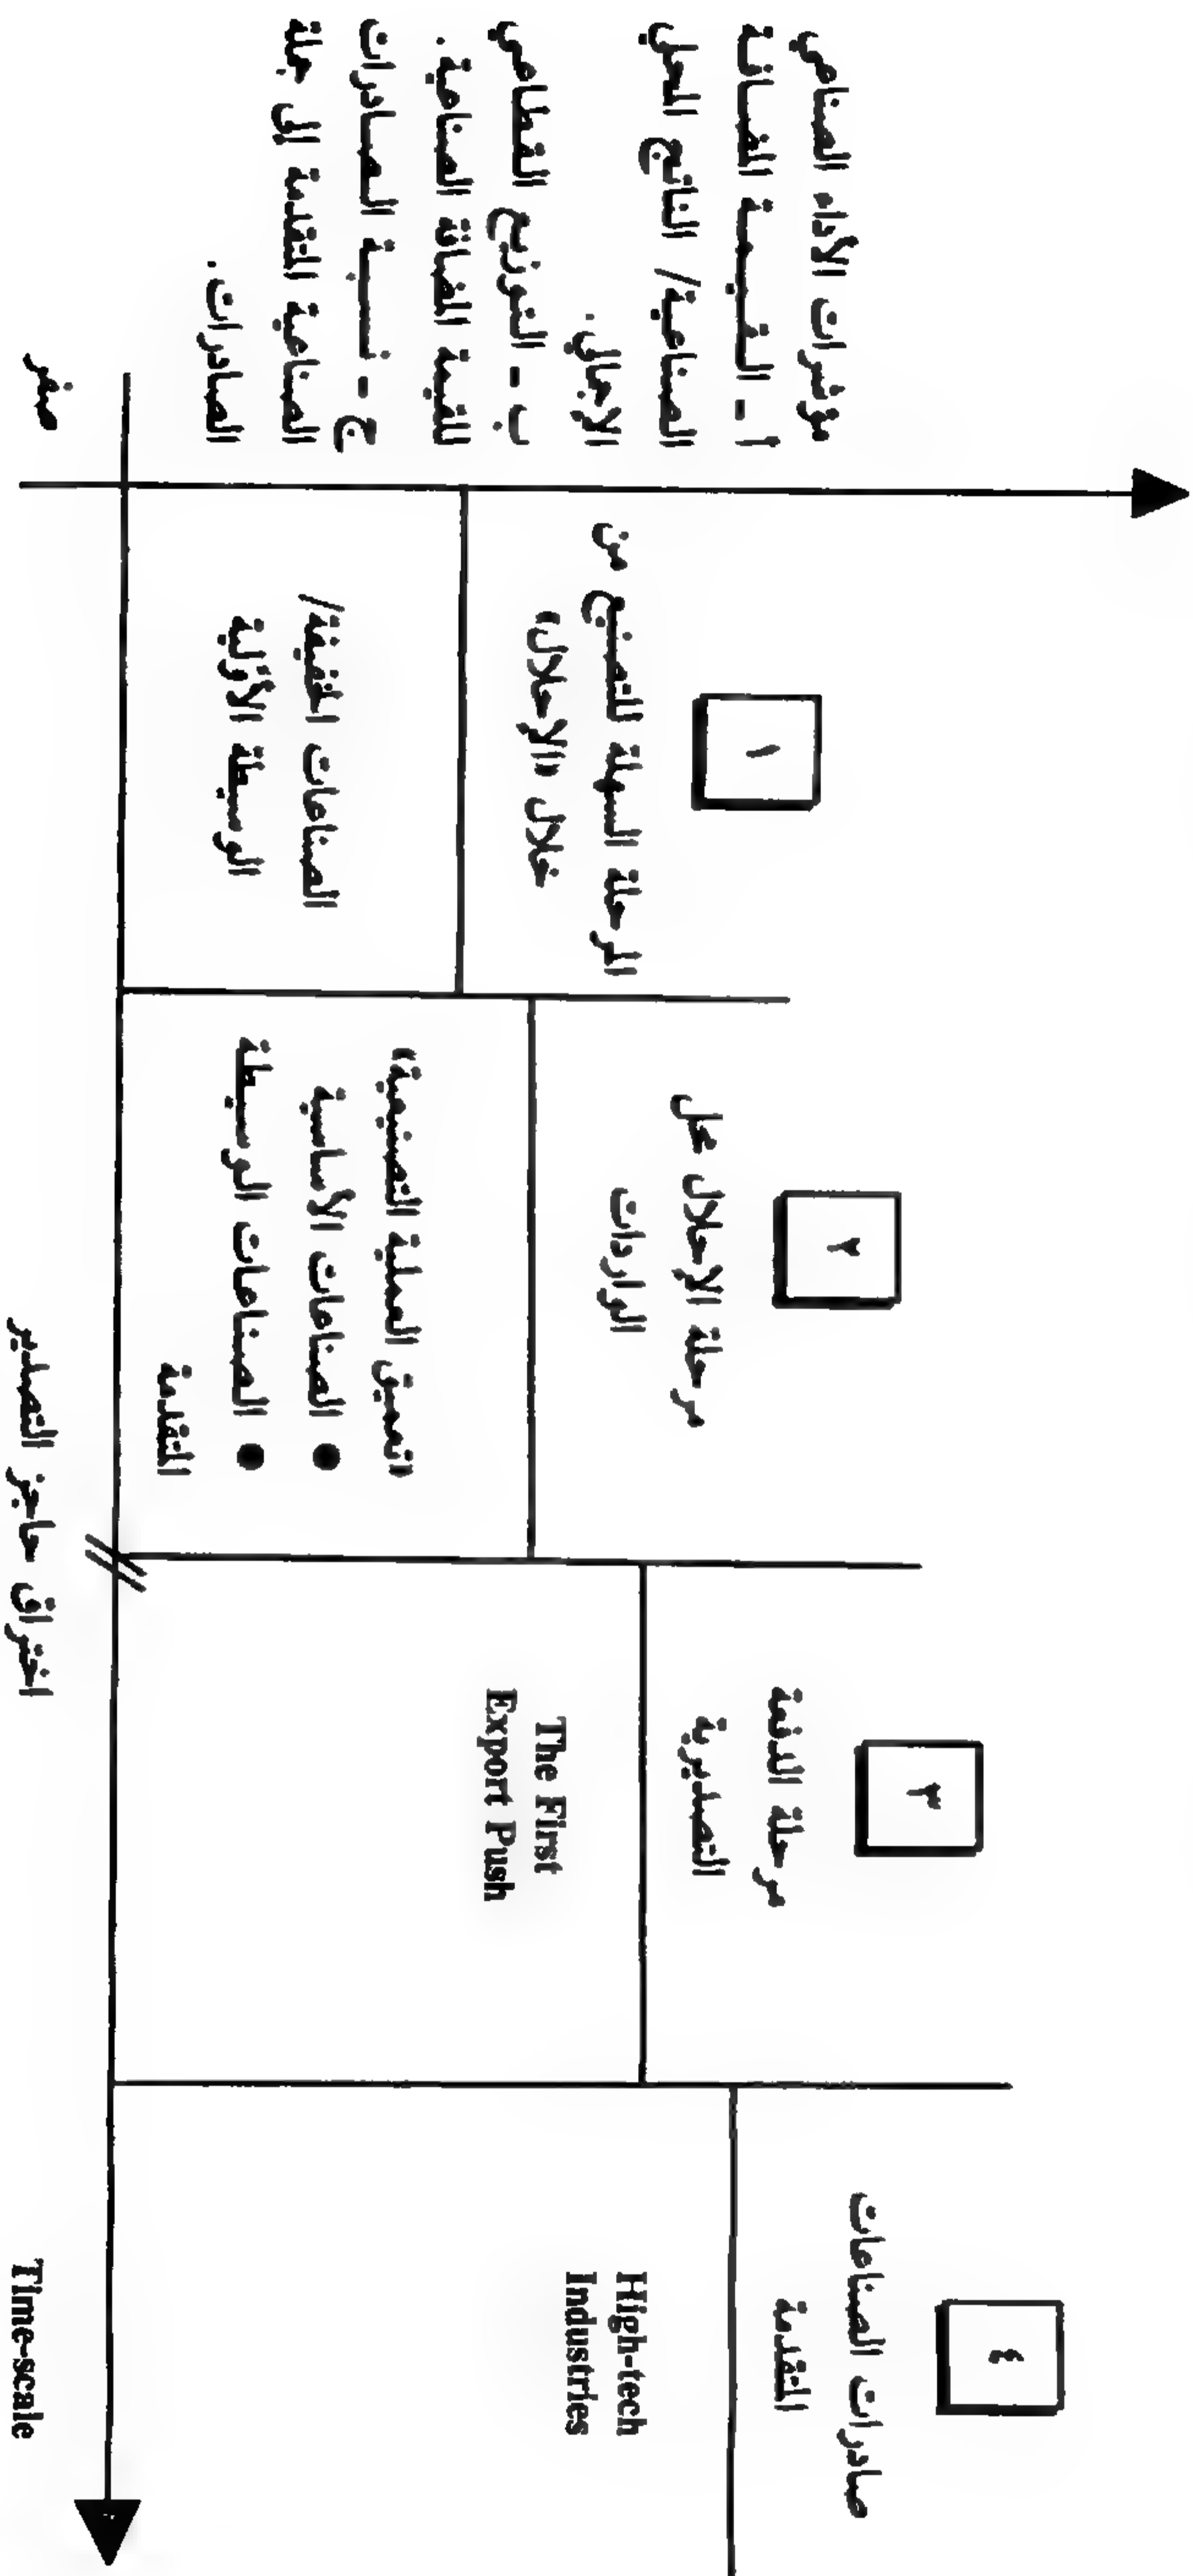 مؤشرات الأداء الصناعي
أ - القيمة المضافة
الصناعية/ الناتج المحلي
الإجمالي.
ب - التوزيع القطاعي
للقيمة المضافة الصناعية.
ج - نسبة الصادرات
الصناعية المتقدمة إلى جملة
الصادرات.
صفر
١
المرحلة السهلة للتصنيع من
خلال «الإحلال»
الصناعات الخفيفة/
الوسيطة الأولية
٢
مرحلة الإحلال محل
الواردات
«تعميق العملية التصنيعية»
● الصناعات الأساسية
● الصناعات الوسيطة
المتقدمة
٣
مرحلة الدفعة
التصديرية
The First
Export Push
٤
صادرات الصناعات
المتقدمة
High-tech
Industries
اختراق حاجز التصدير
Time-scale